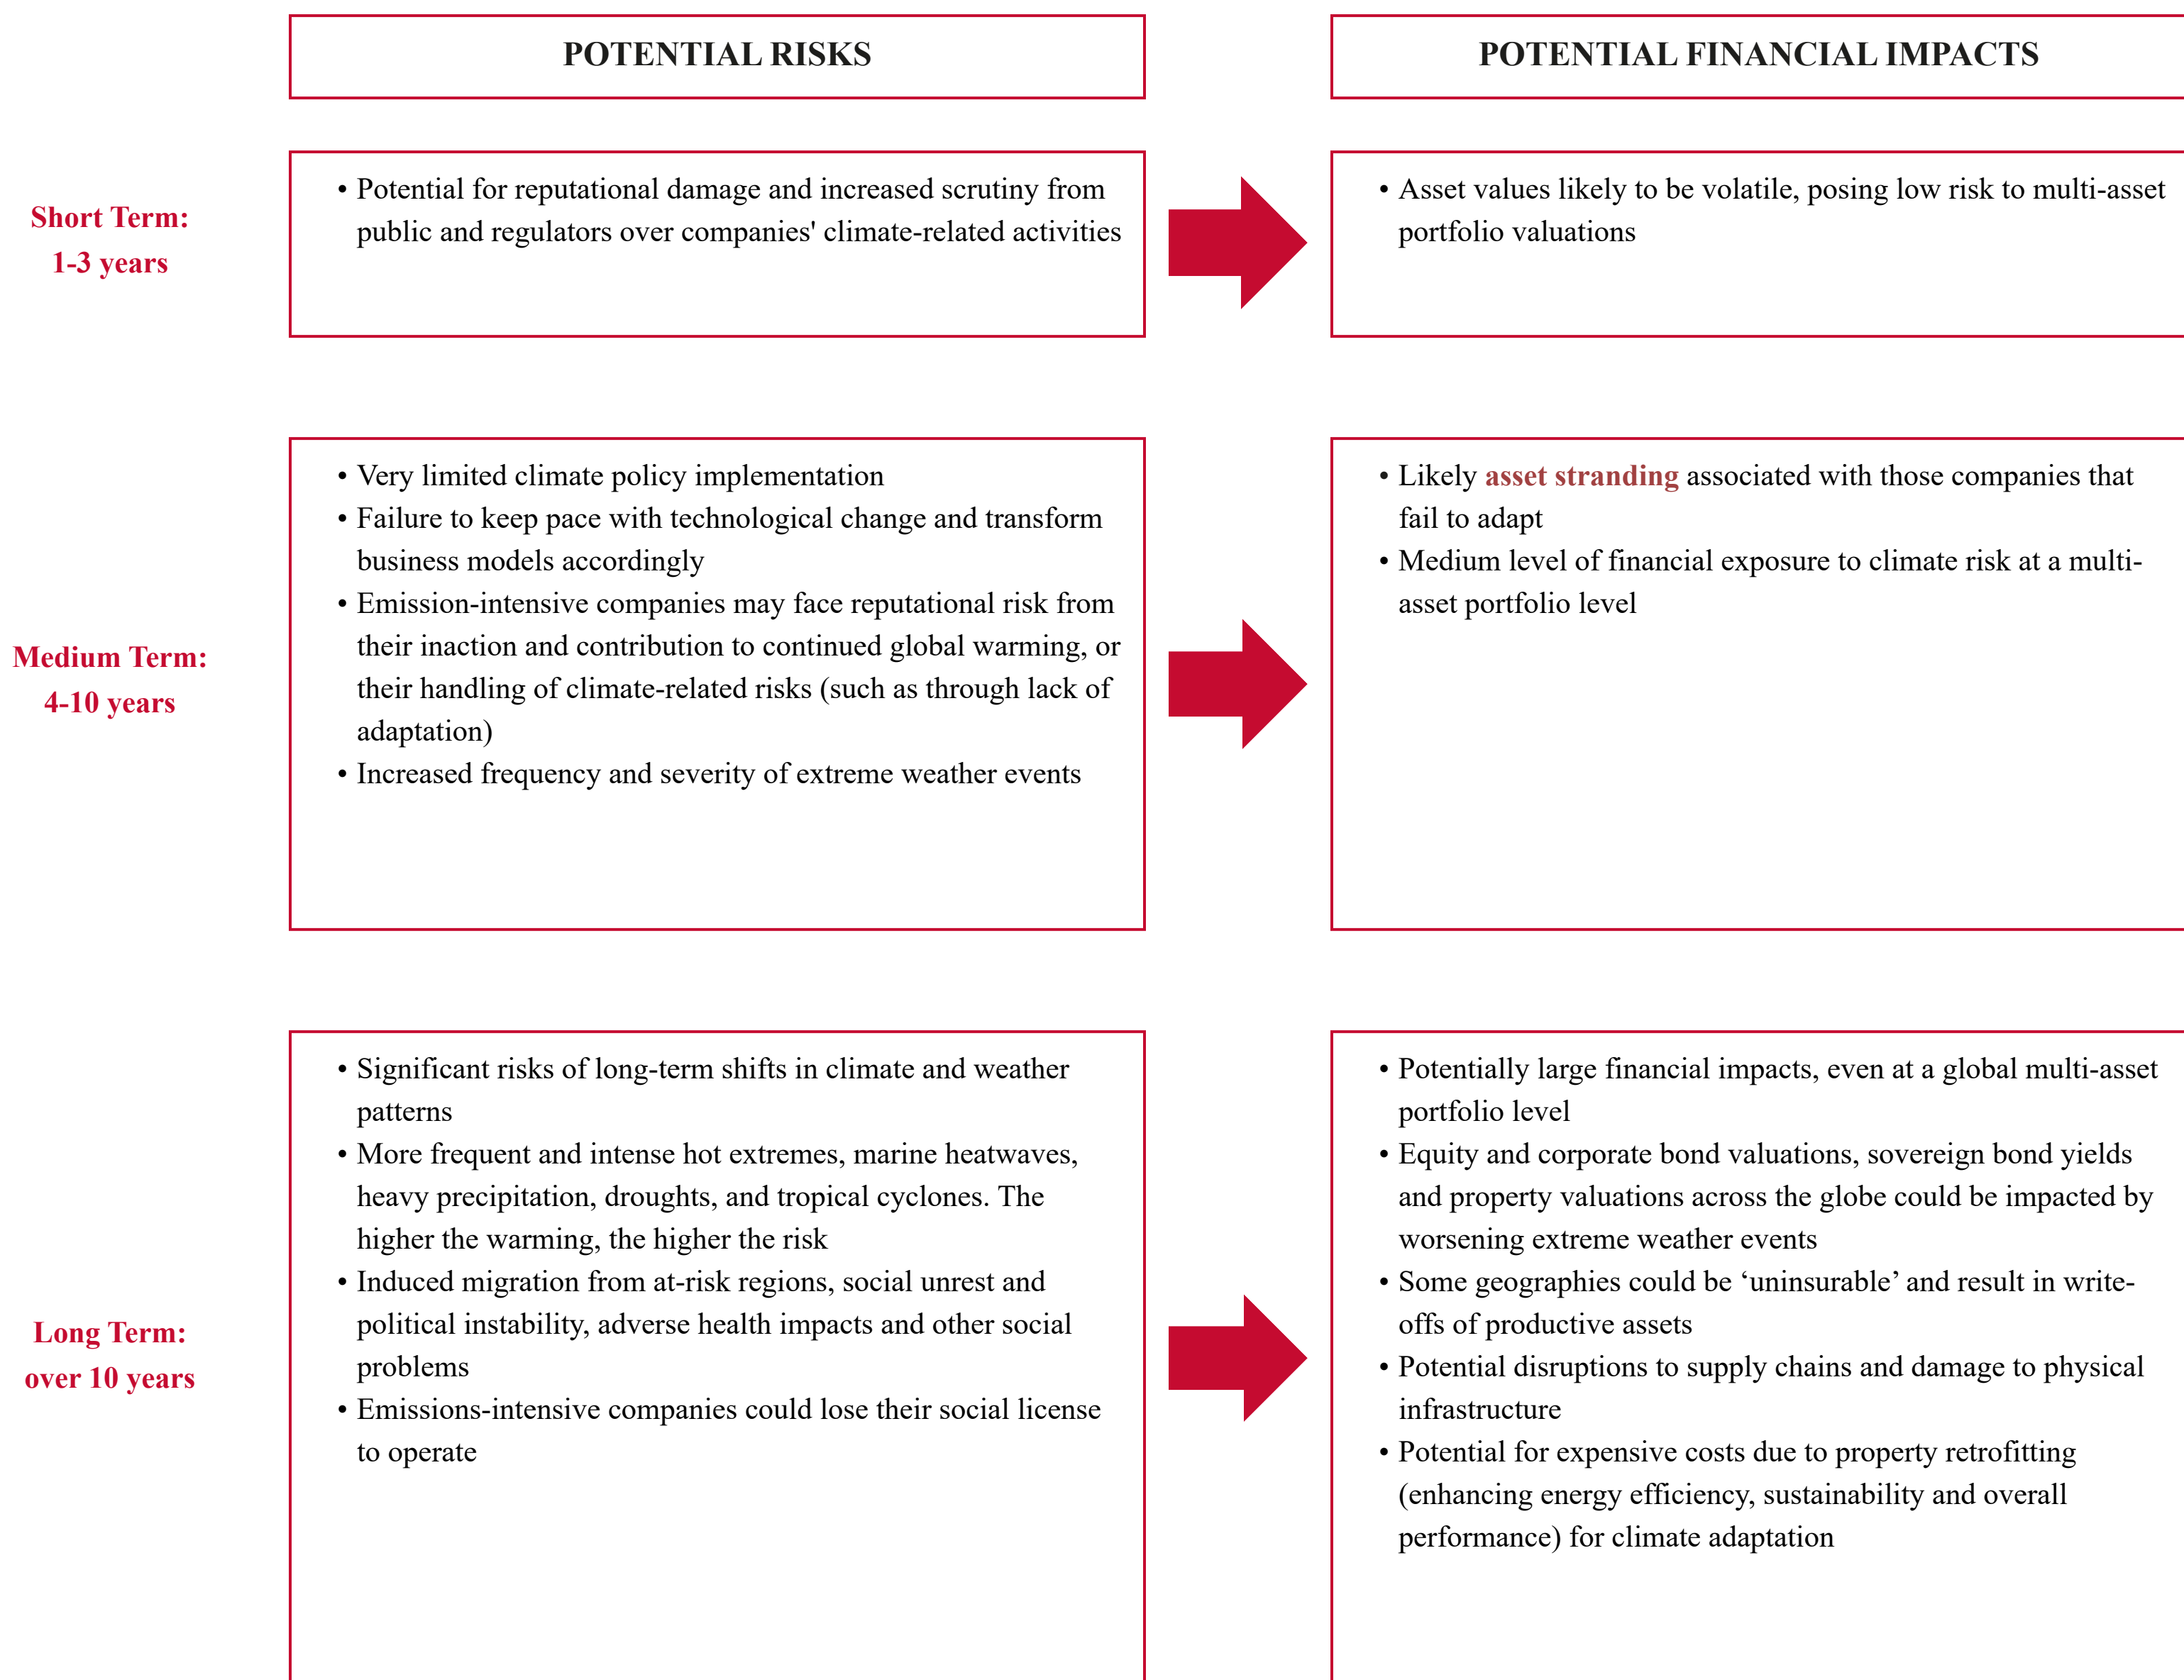 POTENTIAL RISKS
POTENTIAL FINANCIAL IMPACTS
Short Term:
1-3 years
• Potential for reputational damage and increased scrutiny from
public and regulators over companies' climate-related activities
• Asset values likely to be volatile, posing low risk to multi-asset
portfolio valuations
Medium Term:
4-10 years
• Very limited climate policy implementation
• Failure to keep pace with technological change and transform
business models accordingly
• Emission-intensive companies may face reputational risk from
their inaction and contribution to continued global warming, or
their handling of climate-related risks (such as through lack of
adaptation)
• Increased frequency and severity of extreme weather events
• Likely asset stranding associated with those companies that
fail to adapt
• Medium level of financial exposure to climate risk at a multi-
asset portfolio level
Long Term:
over 10 years
• Significant risks of long-term shifts in climate and weather
patterns
• More frequent and intense hot extremes, marine heatwaves,
heavy precipitation, droughts, and tropical cyclones. The
higher the warming, the higher the risk
• Induced migration from at-risk regions, social unrest and
political instability, adverse health impacts and other social
problems
• Emissions-intensive companies could lose their social license
to operate
• Potentially large financial impacts, even at a global multi-asset
portfolio level
• Equity and corporate bond valuations, sovereign bond yields
and property valuations across the globe could be impacted by
worsening extreme weather events
• Some geographies could be ‘uninsurable’ and result in write-
offs of productive assets
• Potential disruptions to supply chains and damage to physical
infrastructure
• Potential for expensive costs due to property retrofitting
(enhancing energy efficiency, sustainability and overall
performance) for climate adaptation